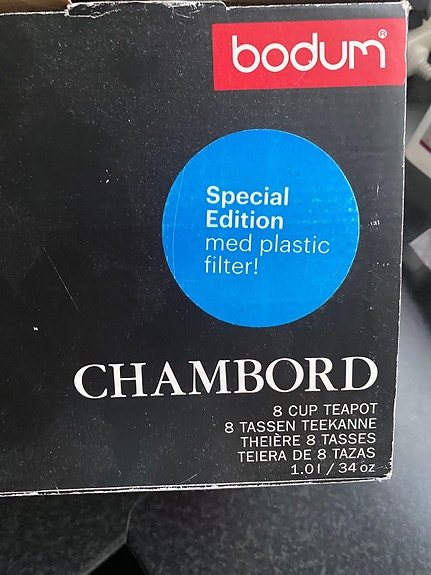 bodum®
Special
Edition
med plastic
filter!
CHAMBORD
8 CUP TEAPOT
8 TASSEN TEEKANNE
THEIÈRE 8 TASSES
TEIERA DE 8 TAZAS
1.0 l / 34 oz